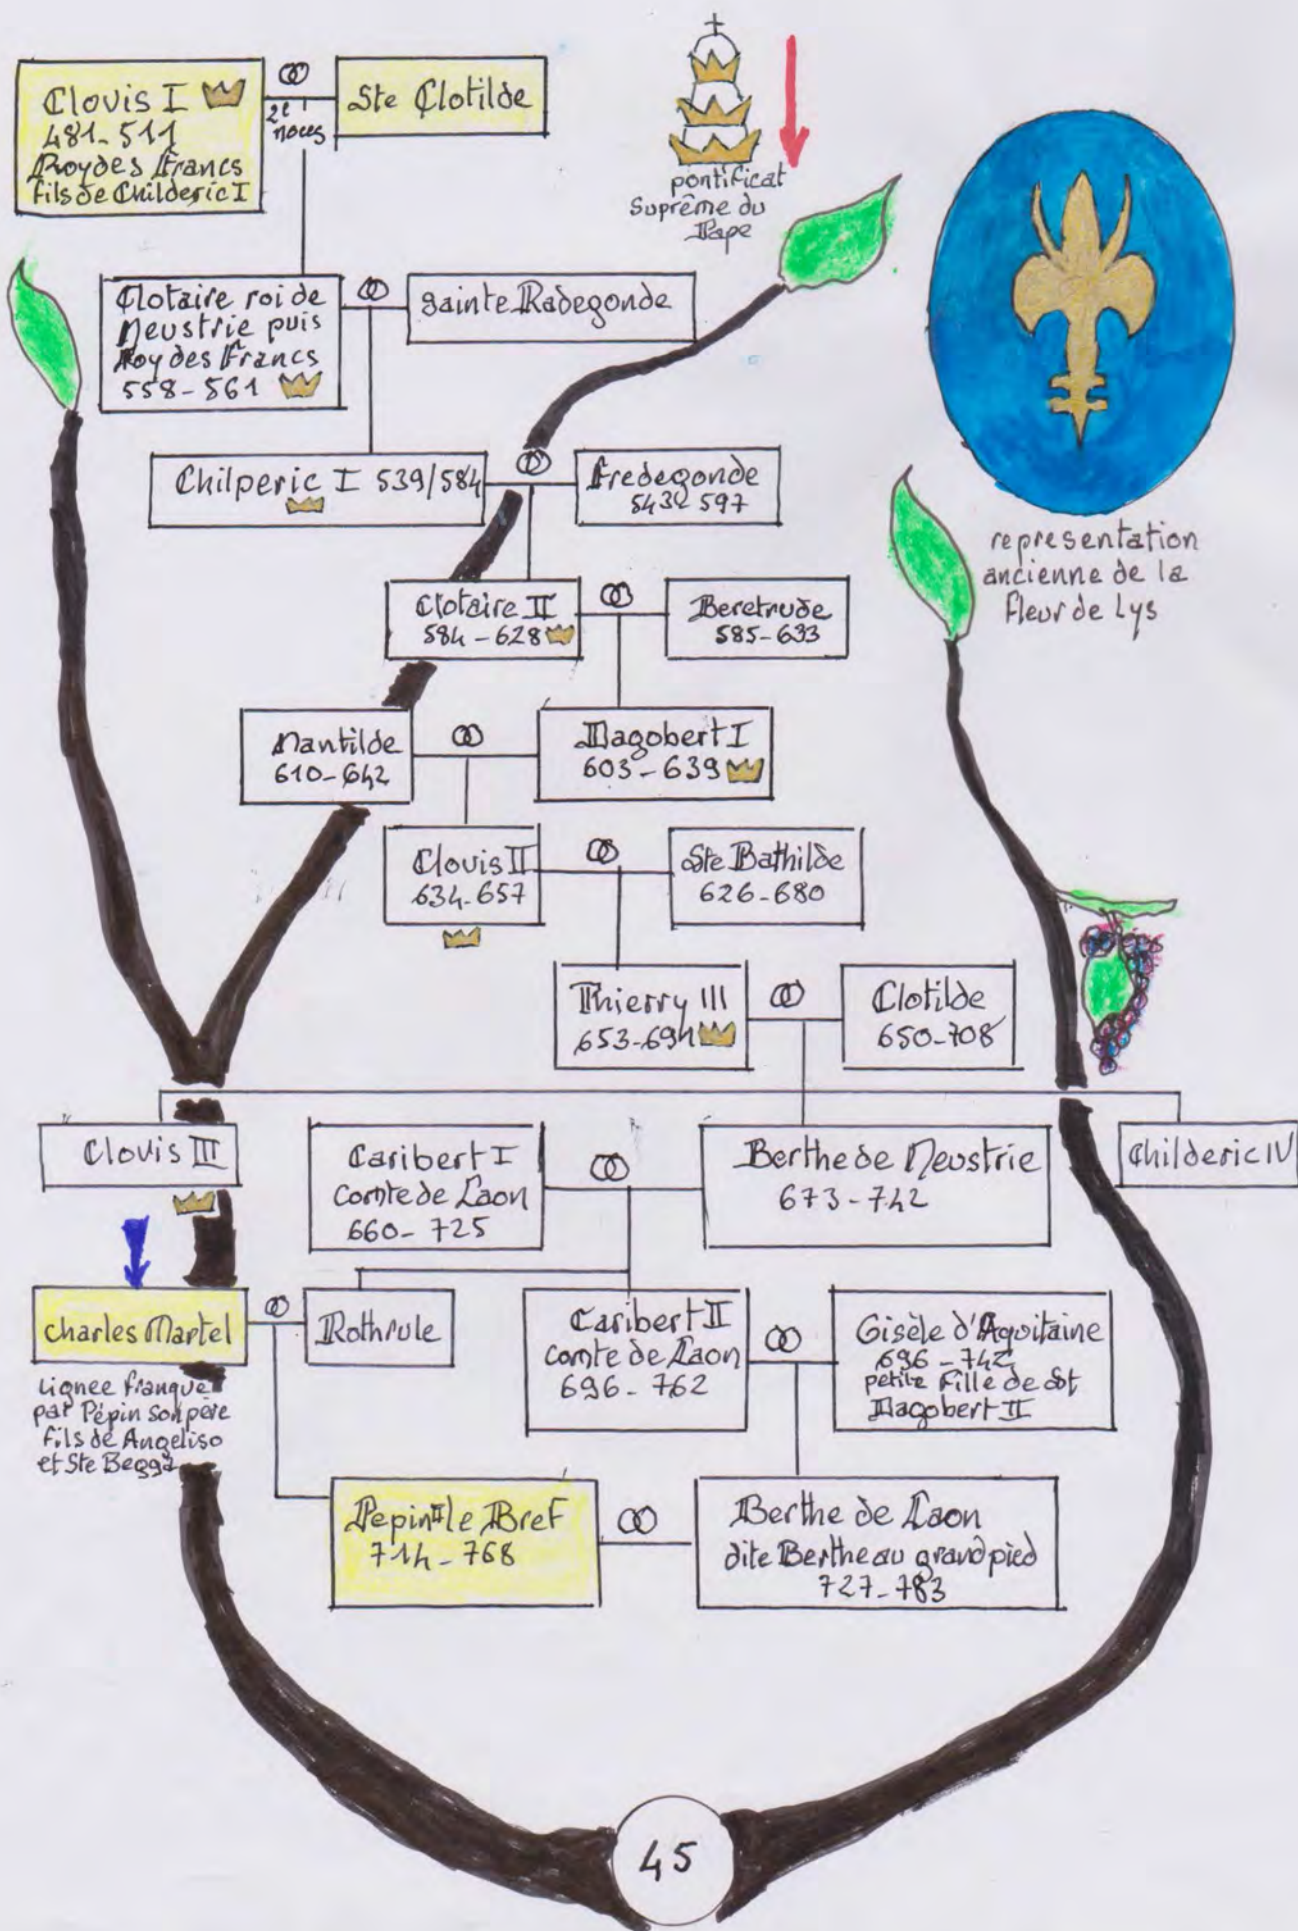 Clovis I
481-511
Roy des Francs
fils de Childeric I
2e
noces
Ste Clotilde
pontificat
Suprême du
Pape
Clotaire roi de
Neustrie puis
Roy des Francs
558-561
sainte Radegonde
Chilperic I 539/584
Fredegonde
543 597
representation
ancienne de la
fleur de Lys
Clotaire II
584-628
Beretrude
585-633
Nantilde
610-642
Dagobert I
603-639
Clovis II
634-657
Ste Bathilde
626-680
Thierry III
653-691
Clotilde
650-708
Clovis III
Caribert I
comte de Laon
660-725
Berthe de Neustrie
673-742
Childeric IV
Charles Martel
Rothrule
Caribert II
comte de Laon
696-762
Gisèle d'Aquitaine
696-742
petite fille de St
Dagobert II
Lignee franque
par Pépin son père
fils de Angeliso
et Ste Begga
Pepin II le Bref
714-768
Berthe de Laon
dite Berthe au grand pied
727-783
45